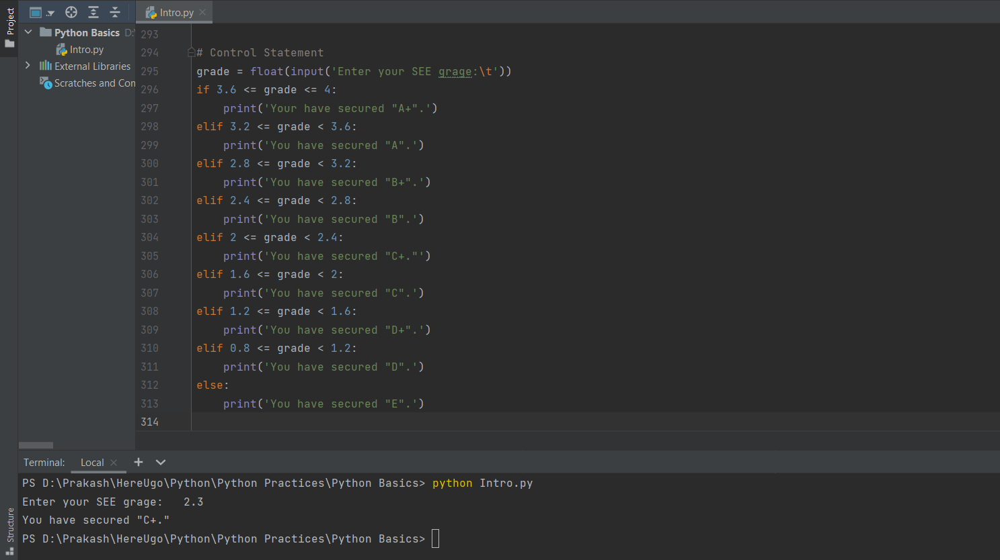 Project
Intro.py
Python Basics D:\
Intro.py
External Libraries
Scratches and Con
293
294 # Control Statement
295 grade = float(input('Enter your SEE grage:\t'))
296 if 3.6 <= grade <= 4:
297     print('Your have secured "A+".')
298 elif 3.2 <= grade < 3.6:
299     print('You have secured "A".')
300 elif 2.8 <= grade < 3.2:
301     print('You have secured "B+".')
302 elif 2.4 <= grade < 2.8:
303     print('You have secured "B".')
304 elif 2 <= grade < 2.4:
305     print('You have secured "C+."')
306 elif 1.6 <= grade < 2:
307     print('You have secured "C".')
308 elif 1.2 <= grade < 1.6:
309     print('You have secured "D+".')
310 elif 0.8 <= grade < 1.2:
311     print('You have secured "D".')
312 else:
313     print('You have secured "E".')
314
Terminal: Local
PS D:\Prakash\HereUgo\Python\Python Practices\Python Basics> python Intro.py
Enter your SEE grage:   2.3
You have secured "C+."
PS D:\Prakash\HereUgo\Python\Python Practices\Python Basics>
Structure